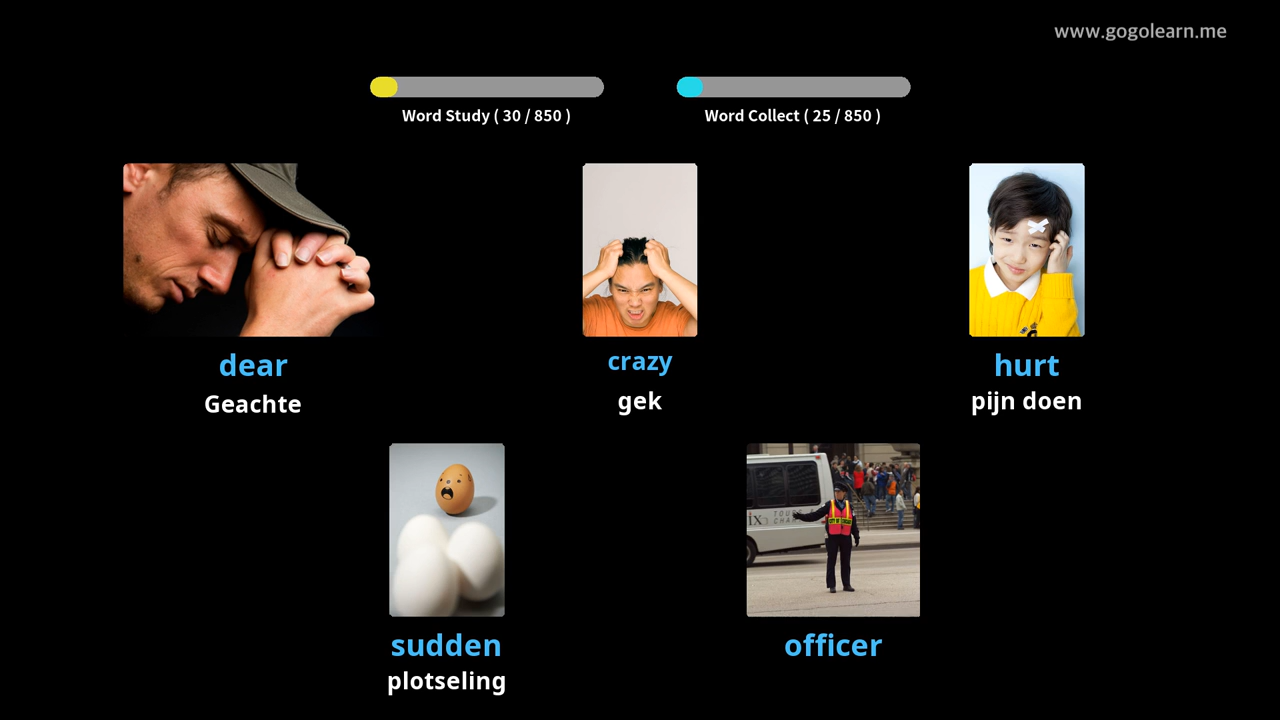 www.gogolearn.me
Word Study ( 30 / 850 )
Word Collect ( 25 / 850 )
dear
Geachte
crazy
gek
hurt
pijn doen
sudden
plotseling
officer